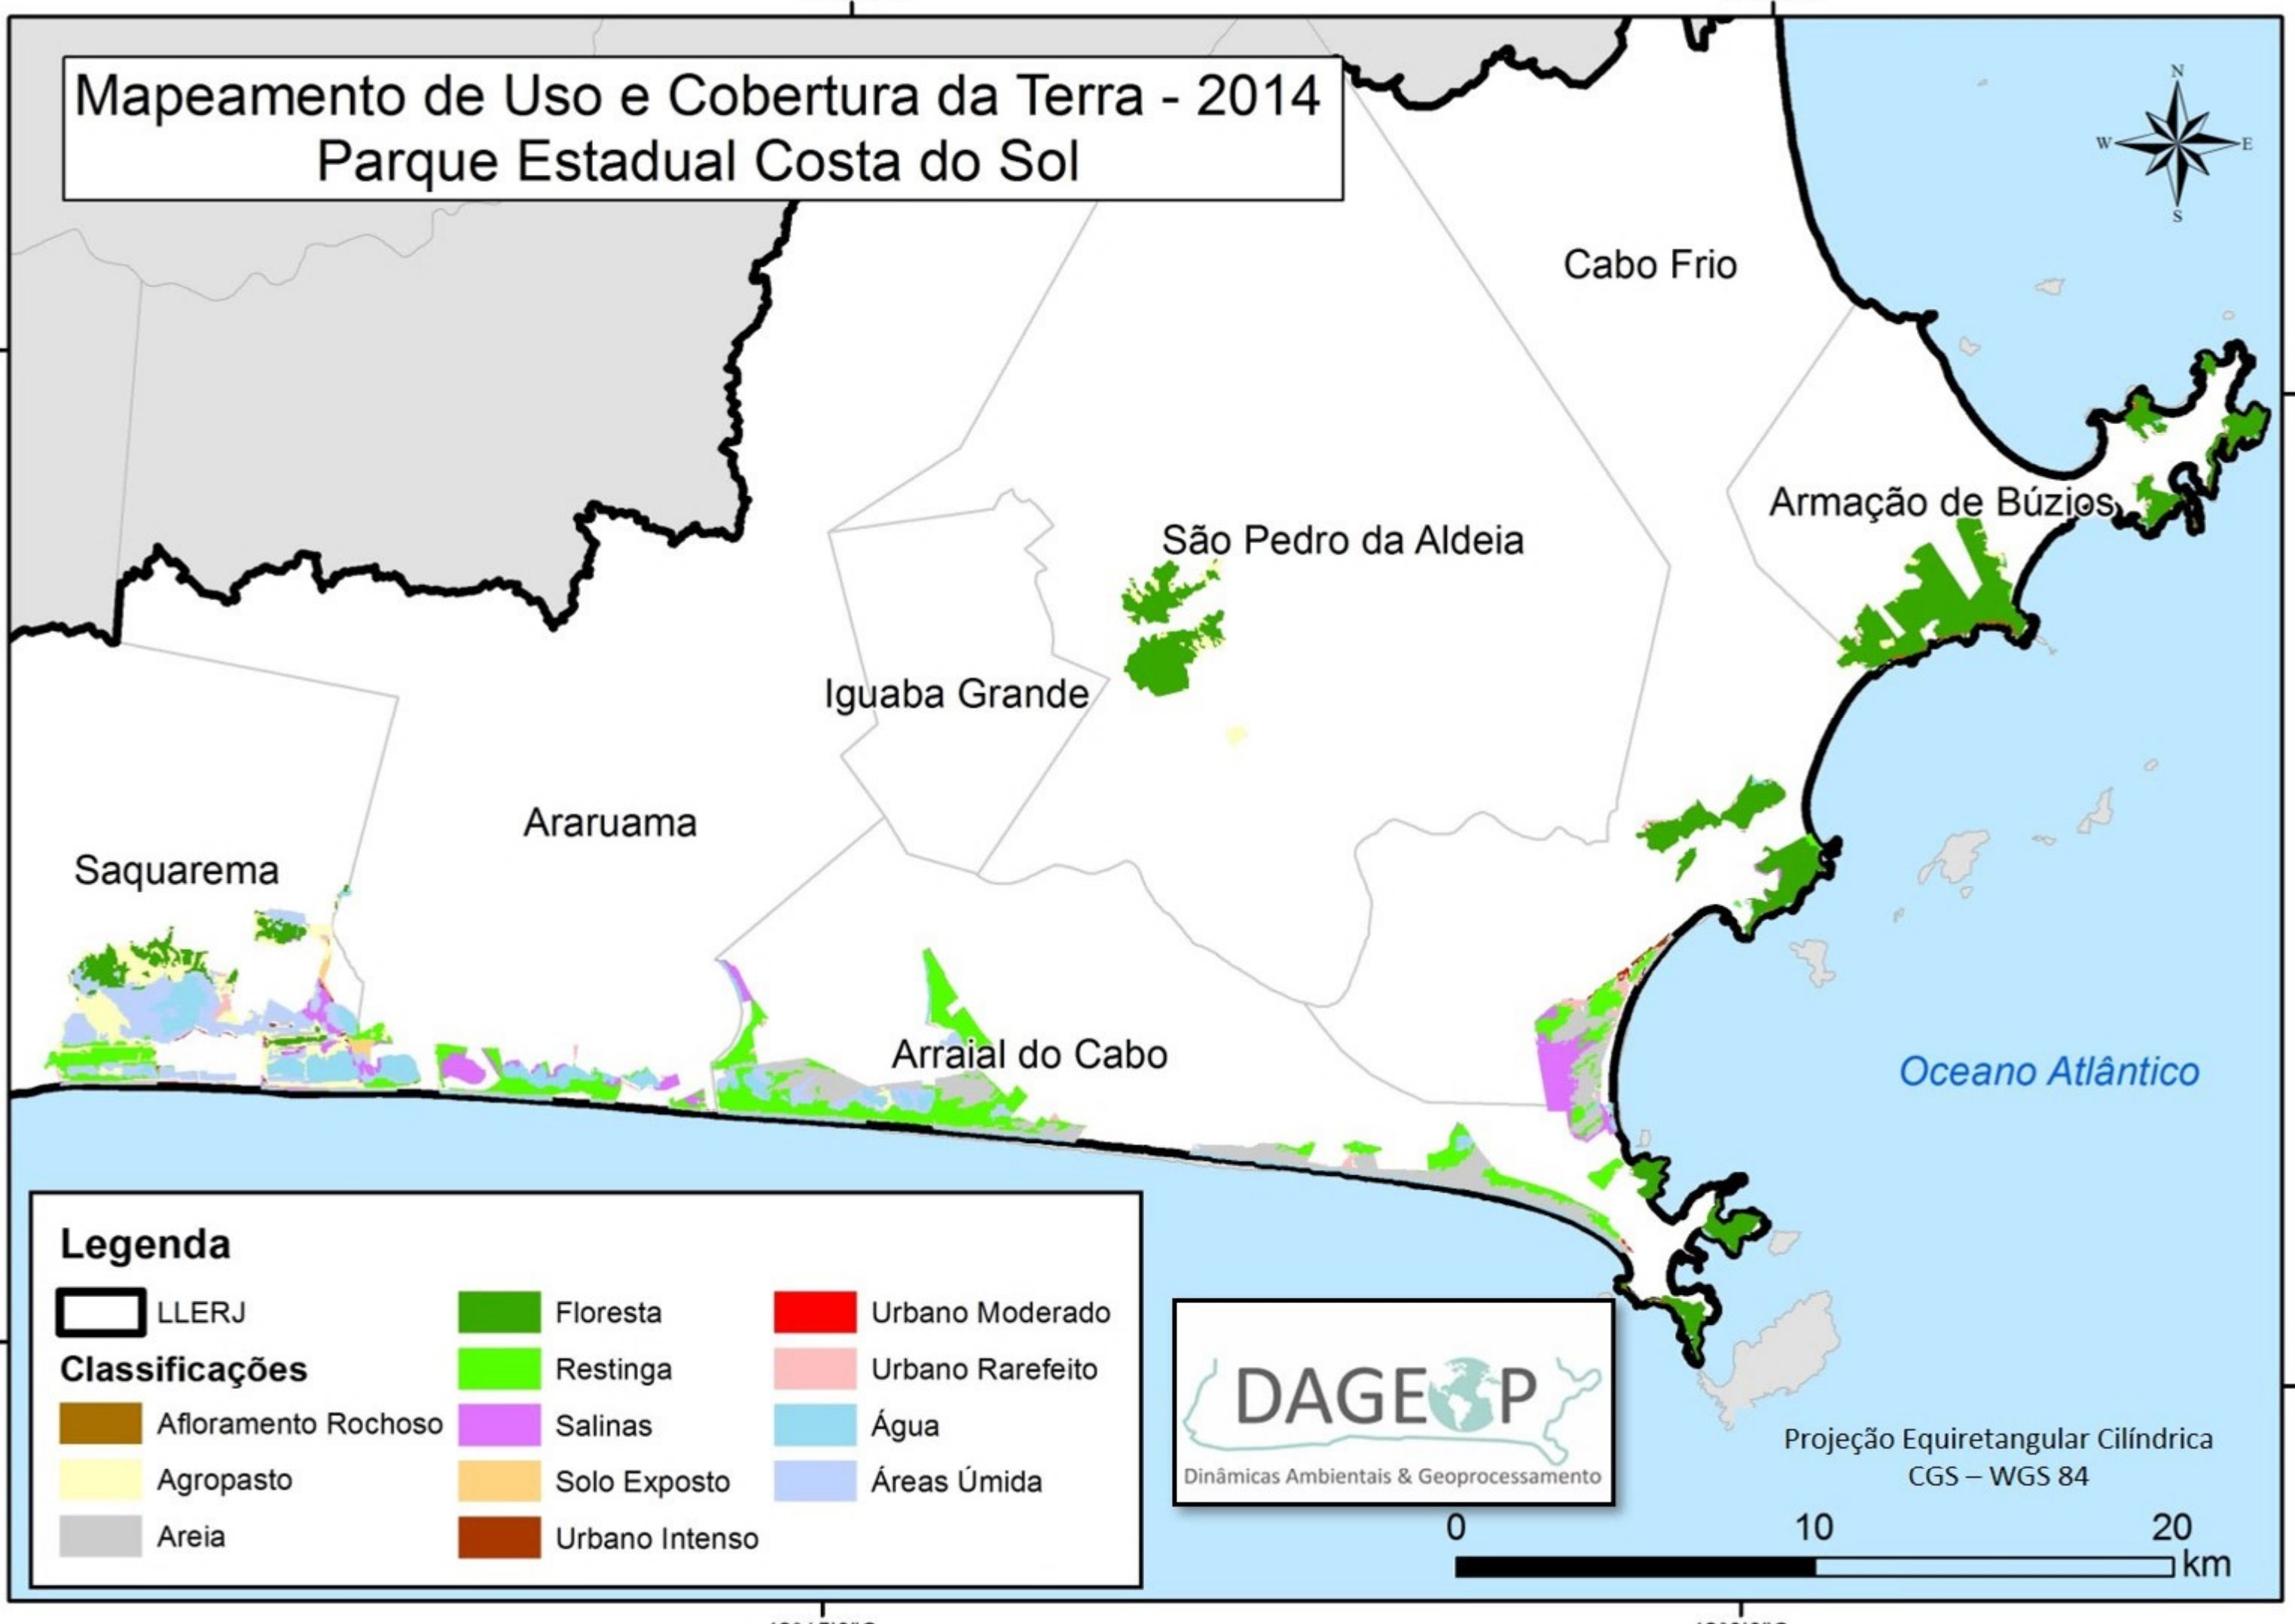 Mapeamento de Uso e Cobertura da Terra - 2014
Parque Estadual Costa do Sol
N
W
E
S
Cabo Frio
Armação de Búzios
São Pedro da Aldeia
Iguaba Grande
Araruama
Saquarema
Arraial do Cabo
Oceano Atlântico
Legenda
LLERJ
Classificações
Afloramento Rochoso
Agropasto
Areia
Floresta
Restinga
Salinas
Solo Exposto
Urbano Intenso
Urbano Moderado
Urbano Rarefeito
Água
Áreas Úmida
DAGEOP
Dinâmicas Ambientais & Geoprocessamento
Projeção Equiretangular Cilíndrica
CGS – WGS 84
0 10 20
km